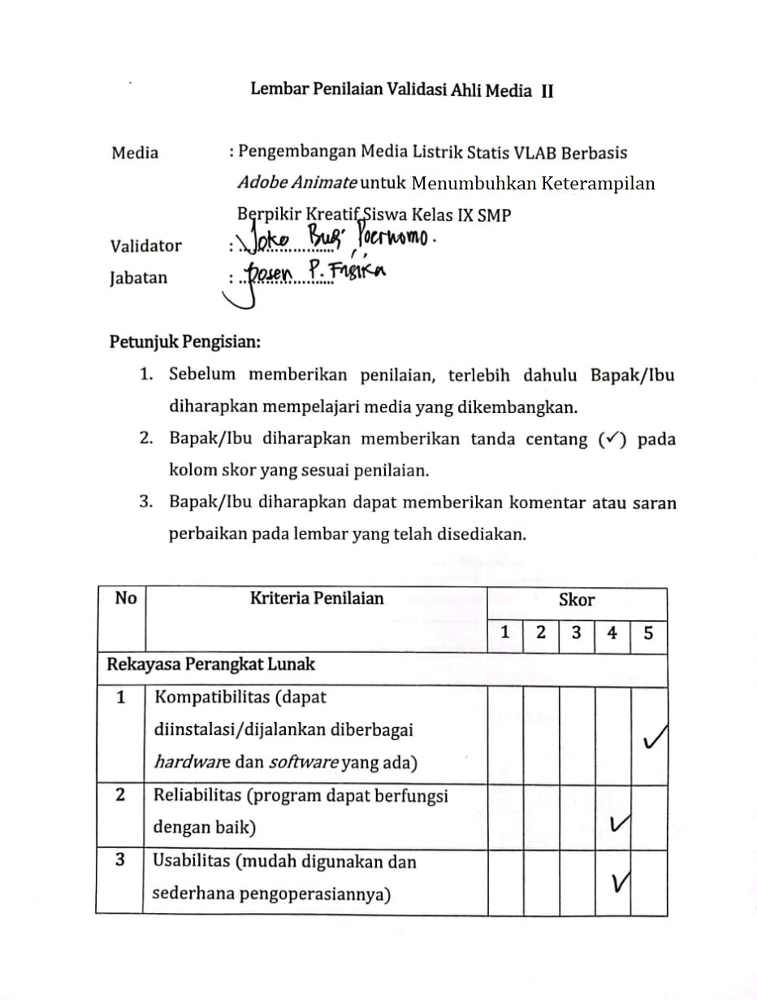 Lembar Penilaian Validasi Ahli Media II
Media : Pengembangan Media Listrik Statis VLAB Berbasis
Adobe Animate untuk Menumbuhkan Keterampilan
Berpikir Kreatif Siswa Kelas IX SMP
Validator : Joko Budi Poernomo.
Jabatan : Dosen P. Fisika
Petunjuk Pengisian:
1. Sebelum memberikan penilaian, terlebih dahulu Bapak/Ibu
diharapkan mempelajari media yang dikembangkan.
2. Bapak/Ibu diharapkan memberikan tanda centang (✓) pada
kolom skor yang sesuai penilaian.
3. Bapak/Ibu diharapkan dapat memberikan komentar atau saran
perbaikan pada lembar yang telah disediakan.
No Kriteria Penilaian Skor
1 2 3 4 5
Rekayasa Perangkat Lunak
1 Kompatibilitas (dapat
diinstalasi/dijalankan diberbagai
hardware dan software yang ada) ✓
2 Reliabilitas (program dapat berfungsi
dengan baik) ✓
3 Usabilitas (mudah digunakan dan
sederhana pengoperasiannya) ✓